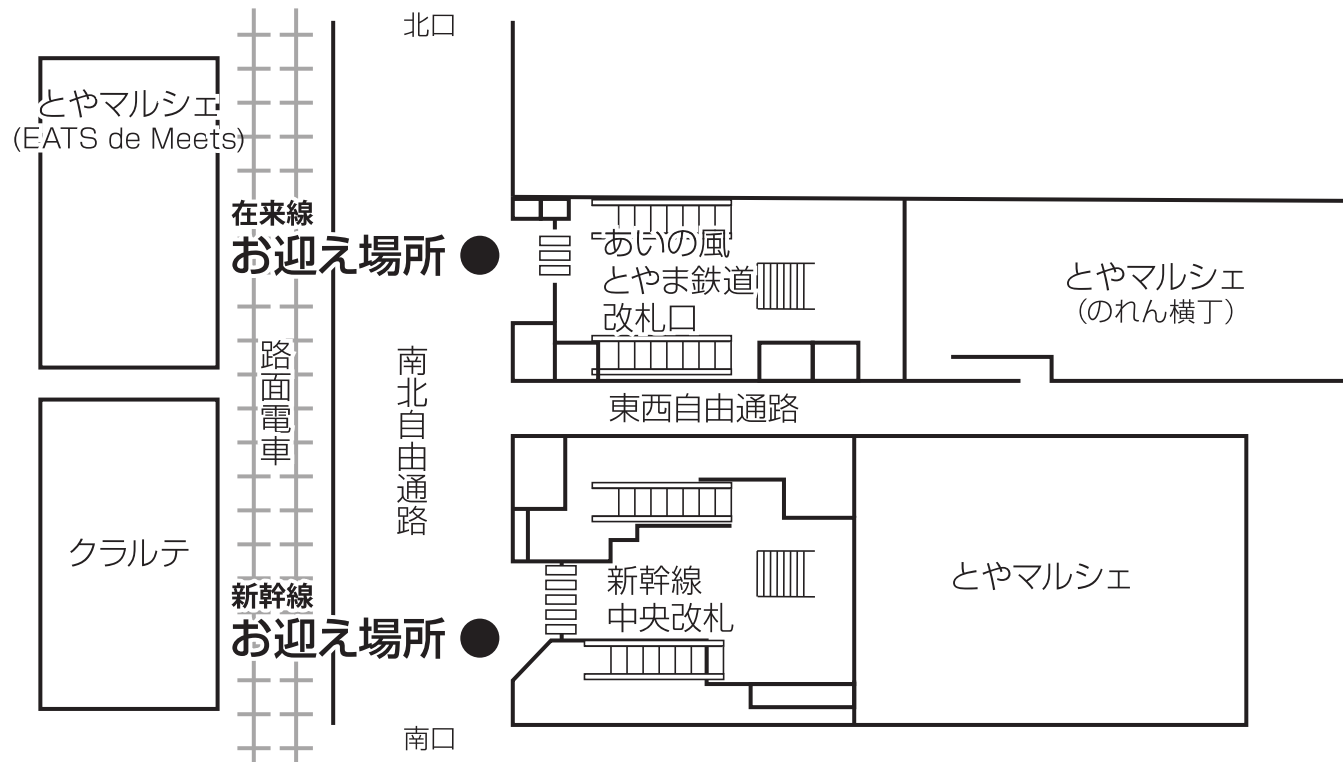 北口
とやマルシェ
(EATS de Meets)
在来線
お迎え場所
あいの風
とやま鉄道
改札口
とやマルシェ
（のれん横丁）
路面電車
南北自由通路
東西自由通路
クラルテ
新幹線
お迎え場所
新幹線
中央改札
とやマルシェ
南口